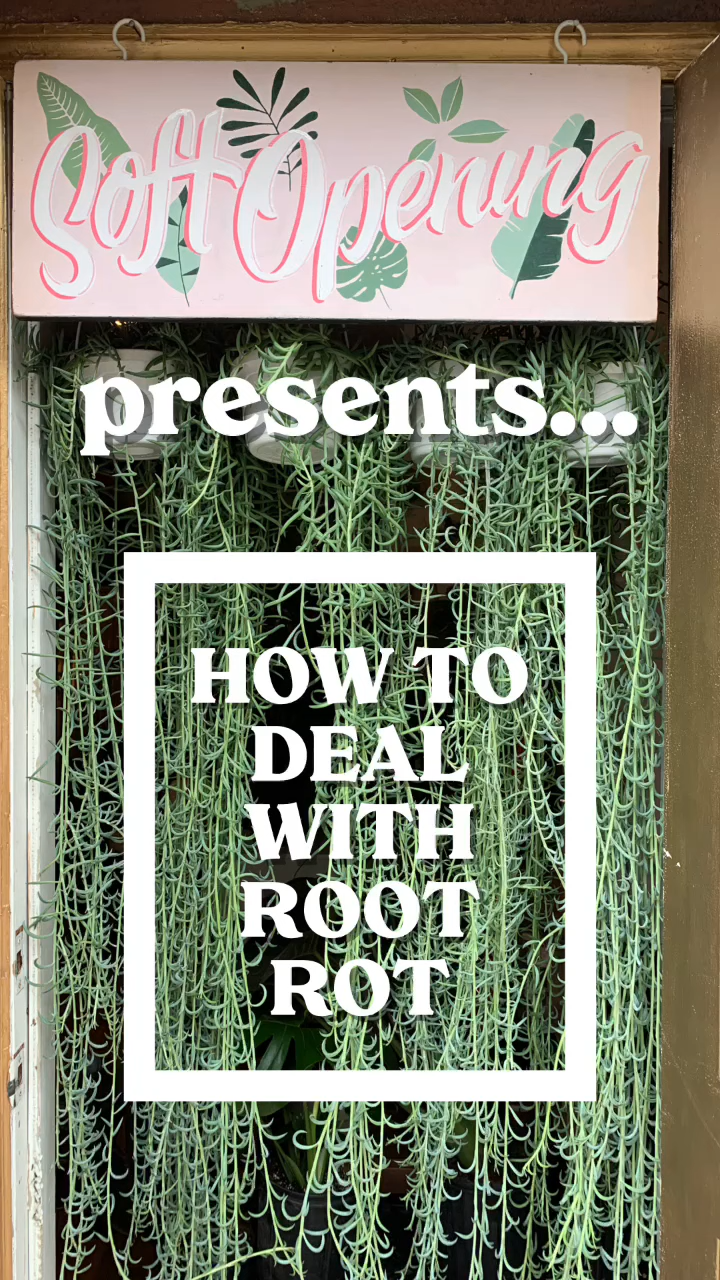 Soft Opening
presents...
HOW TO
DEAL
WITH
ROOT
ROT